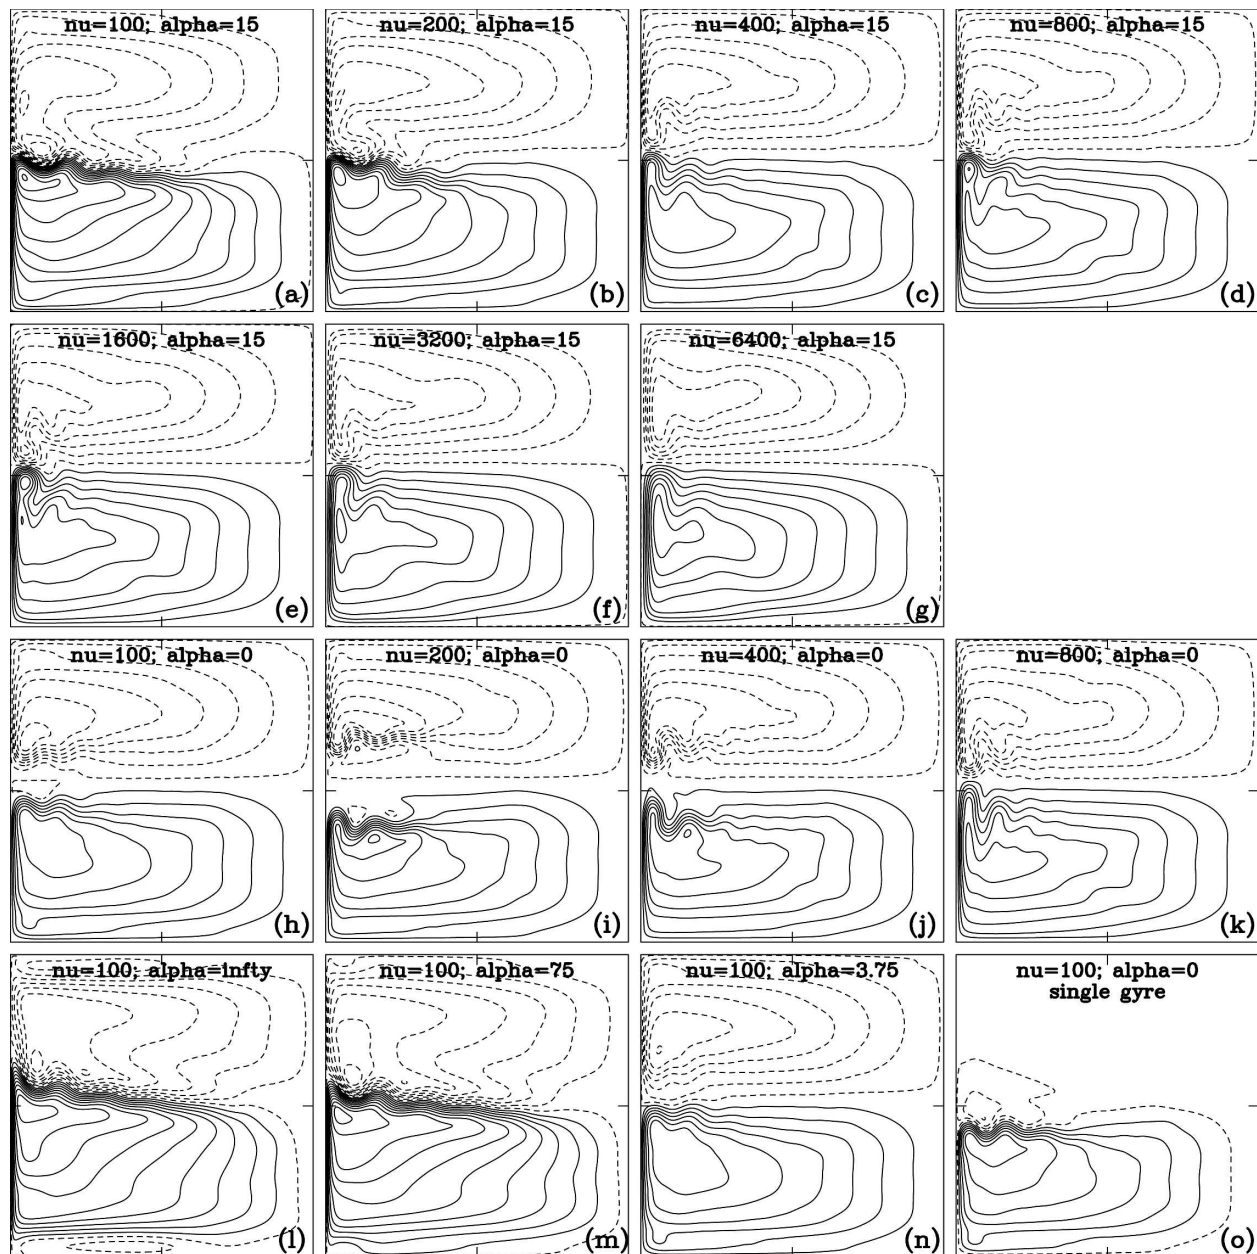 nu=100; alpha=15
(a)
nu=200; alpha=15
(b)
nu=400; alpha=15
(c)
nu=800; alpha=15
(d)
nu=1600; alpha=15
(e)
nu=3200; alpha=15
(f)
nu=6400; alpha=15
(g)
nu=100; alpha=0
(h)
nu=200; alpha=0
(i)
nu=400; alpha=0
(j)
nu=800; alpha=0
(k)
nu=100; alpha=infty
(l)
nu=100; alpha=75
(m)
nu=100; alpha=3.75
(n)
nu=100; alpha=0
single gyre
(o)